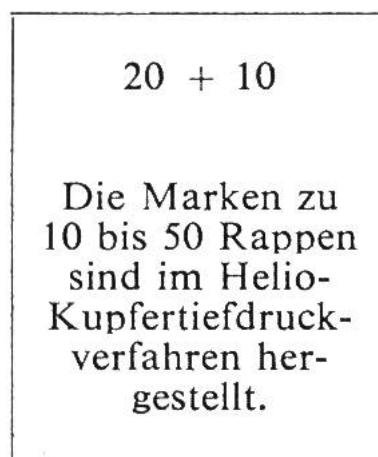 20 + 10
Die Marken zu
10 bis 50 Rappen
sind im Helio-
Kupfertiefdruck-
verfahren her-
gestellt.